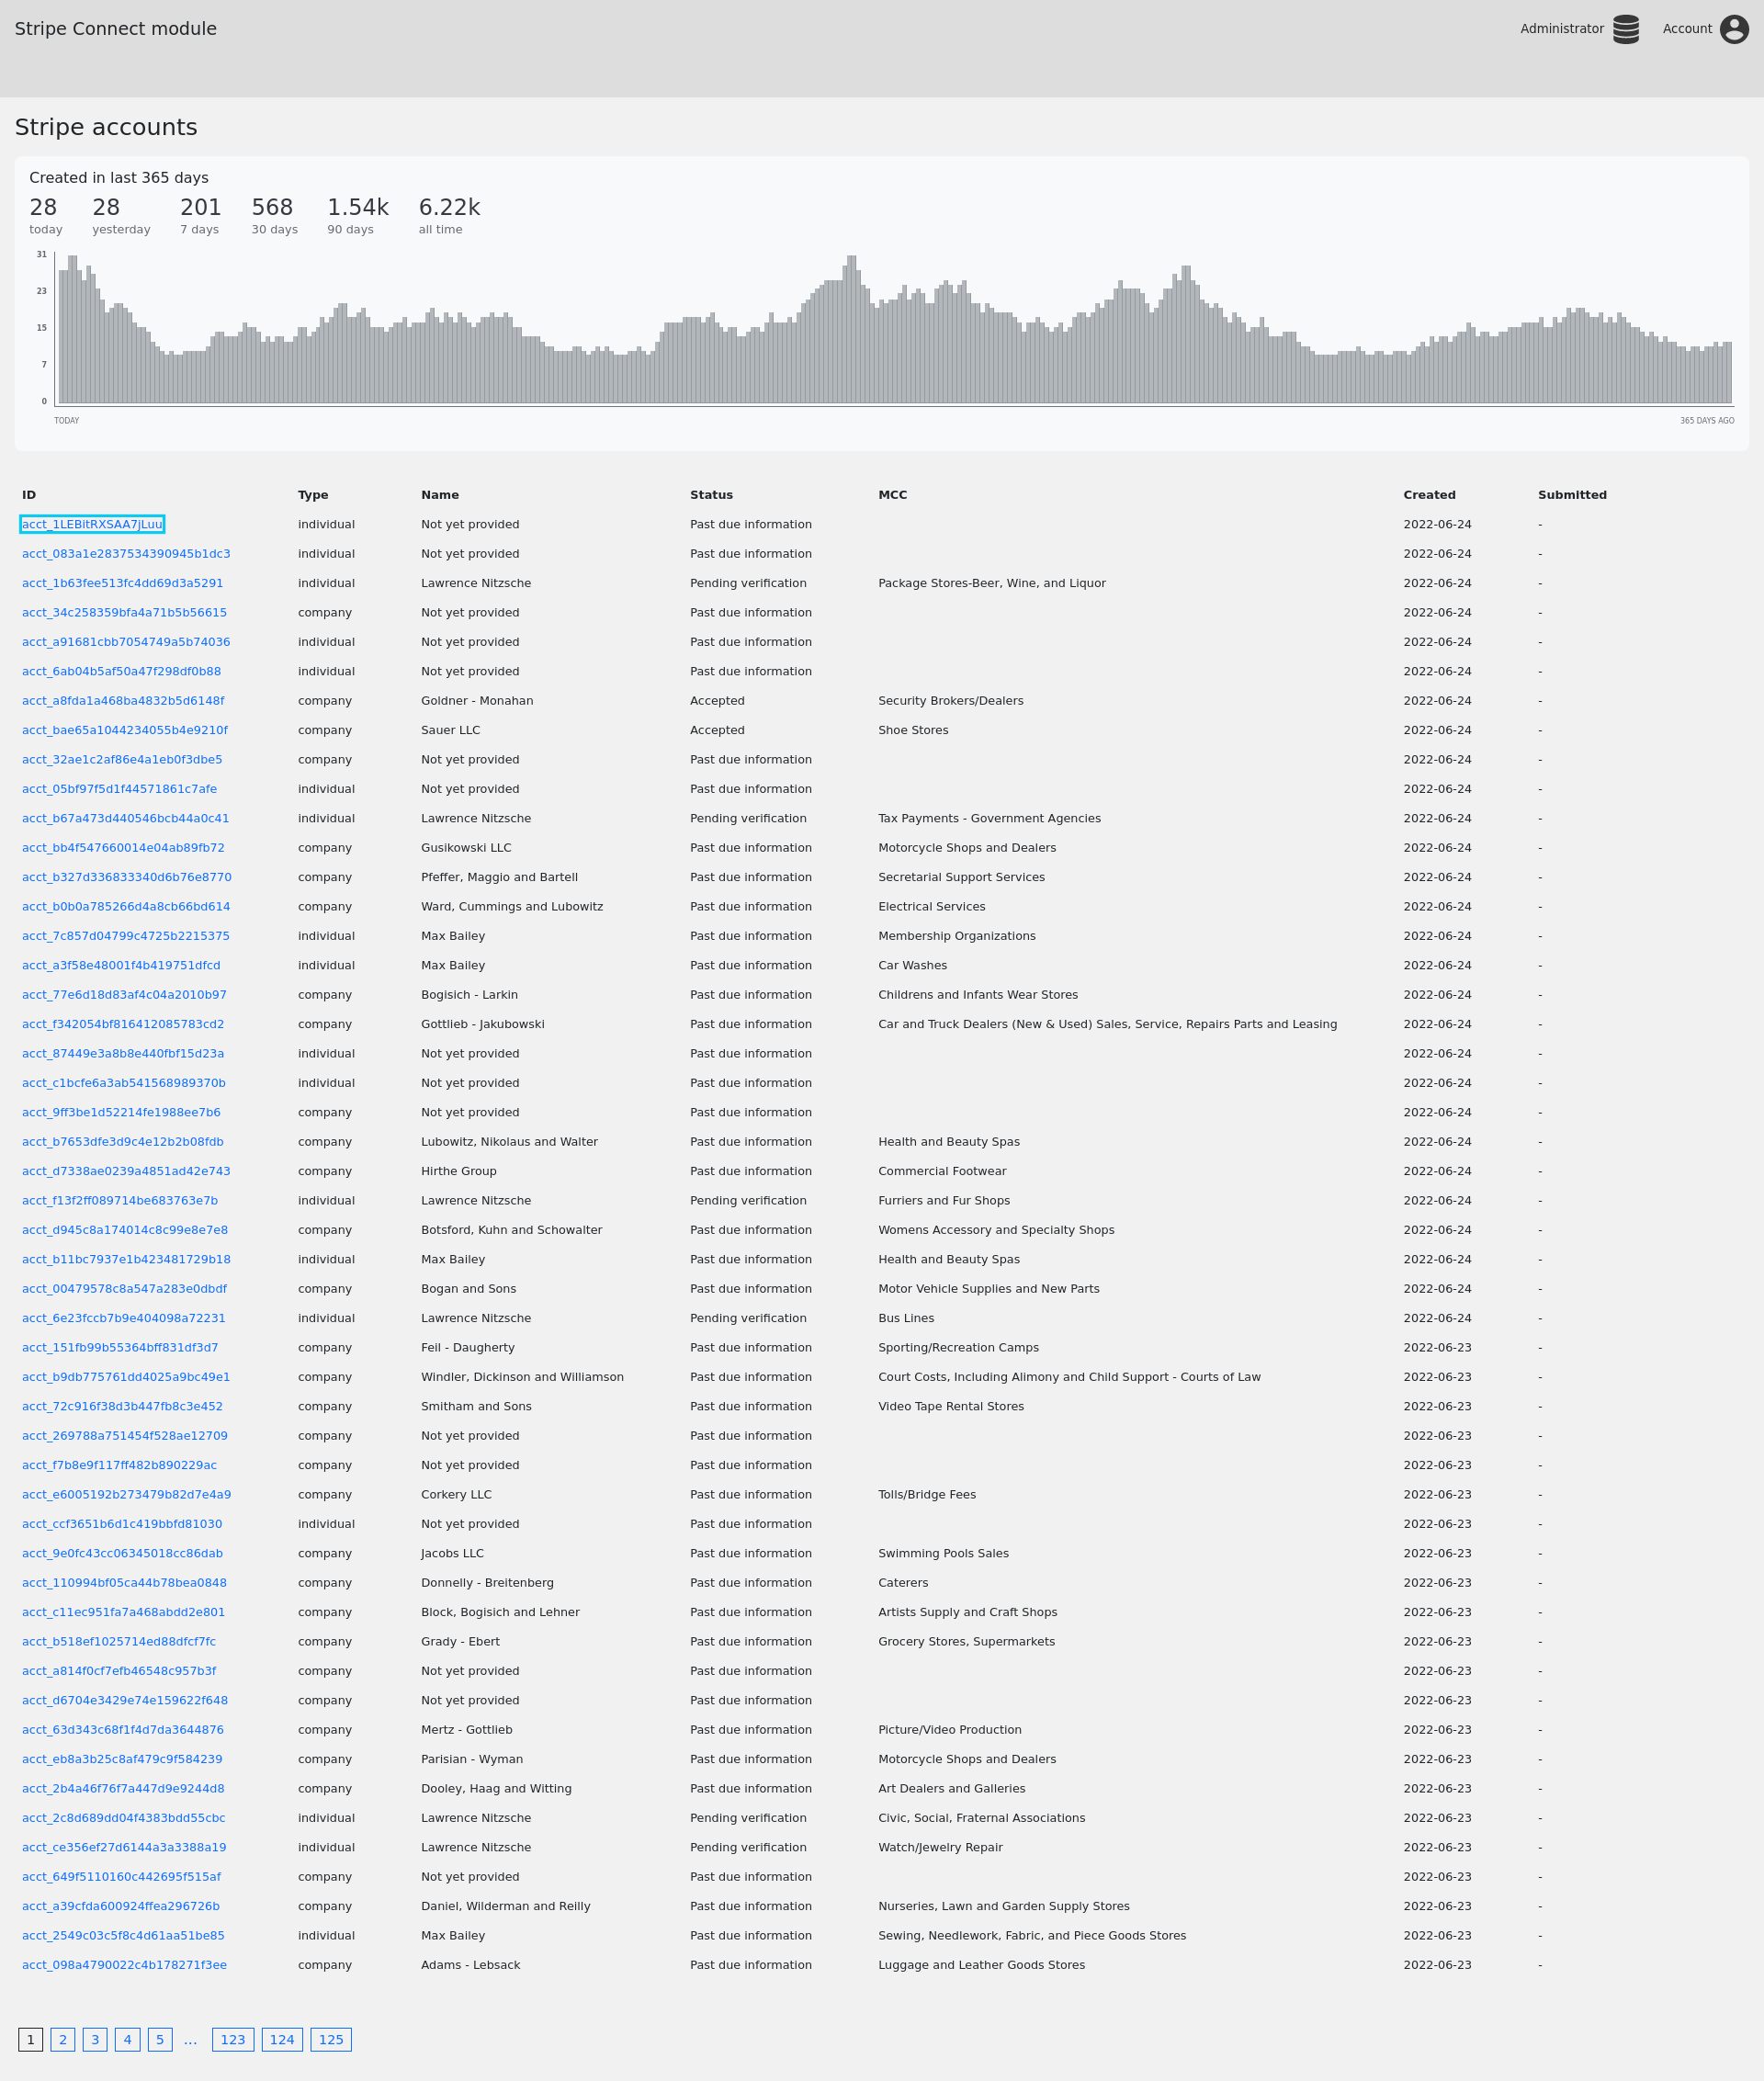 Stripe Connect module
Administrator Account
Stripe accounts
Created in last 365 days
28 28 201 568 1.54k 6.22k
today yesterday 7 days 30 days 90 days all time
31
23
15
7
0
TODAY 365 DAYS AGO
ID Type Name Status MCC Created Submitted
acct_1LEBitRXSAA7jLuu individual Not yet provided Past due information 2022-06-24 -
acct_083a1e2837534390945b1dc3 individual Not yet provided Past due information 2022-06-24 -
acct_1b63fee513fc4dd69d3a5291 individual Lawrence Nitzsche Pending verification Package Stores-Beer, Wine, and Liquor 2022-06-24 -
acct_34c258359bfa4a71b5b56615 company Not yet provided Past due information 2022-06-24 -
acct_a91681cbb7054749a5b74036 individual Not yet provided Past due information 2022-06-24 -
acct_6ab04b5af50a47f298df0b88 individual Not yet provided Past due information 2022-06-24 -
acct_a8fda1a468ba4832b5d6148f company Goldner - Monahan Accepted Security Brokers/Dealers 2022-06-24 -
acct_bae65a1044234055b4e9210f company Sauer LLC Accepted Shoe Stores 2022-06-24 -
acct_32ae1c2af86e4a1eb0f3dbe5 company Not yet provided Past due information 2022-06-24 -
acct_05bf97f5d1f44571861c7afe individual Not yet provided Past due information 2022-06-24 -
acct_b67a473d440546bcb44a0c41 individual Lawrence Nitzsche Pending verification Tax Payments - Government Agencies 2022-06-24 -
acct_bb4f547660014e04ab89fb72 company Gusikowski LLC Past due information Motorcycle Shops and Dealers 2022-06-24 -
acct_b327d336833340d6b76e8770 company Pfeffer, Maggio and Bartell Past due information Secretarial Support Services 2022-06-24 -
acct_b0b0a785266d4a8cb66bd614 company Ward, Cummings and Lubowitz Past due information Electrical Services 2022-06-24 -
acct_7c857d04799c4725b2215375 individual Max Bailey Past due information Membership Organizations 2022-06-24 -
acct_a3f58e48001f4b419751dfcd individual Max Bailey Past due information Car Washes 2022-06-24 -
acct_77e6d18d83af4c04a2010b97 company Bogisich - Larkin Past due information Childrens and Infants Wear Stores 2022-06-24 -
acct_f342054bf816412085783cd2 company Gottlieb - Jakubowski Past due information Car and Truck Dealers (New & Used) Sales, Service, Repairs Parts and Leasing 2022-06-24 -
acct_87449e3a8b8e440fbf15d23a individual Not yet provided Past due information 2022-06-24 -
acct_c1bcfe6a3ab541568989370b individual Not yet provided Past due information 2022-06-24 -
acct_9ff3be1d52214fe1988ee7b6 company Not yet provided Past due information 2022-06-24 -
acct_b7653dfe3d9c4e12b2b08fdb company Lubowitz, Nikolaus and Walter Past due information Health and Beauty Spas 2022-06-24 -
acct_d7338ae0239a4851ad42e743 company Hirthe Group Past due information Commercial Footwear 2022-06-24 -
acct_f13f2ff089714be683763e7b individual Lawrence Nitzsche Pending verification Furriers and Fur Shops 2022-06-24 -
acct_d945c8a174014c8c99e8e7e8 company Botsford, Kuhn and Schowalter Past due information Womens Accessory and Specialty Shops 2022-06-24 -
acct_b11bc7937e1b423481729b18 individual Max Bailey Past due information Health and Beauty Spas 2022-06-24 -
acct_00479578c8a547a283e0dbdf company Bogan and Sons Past due information Motor Vehicle Supplies and New Parts 2022-06-24 -
acct_6e23fccb7b9e404098a72231 individual Lawrence Nitzsche Pending verification Bus Lines 2022-06-24 -
acct_151fb99b55364bff831df3d7 company Feil - Daugherty Past due information Sporting/Recreation Camps 2022-06-23 -
acct_b9db775761dd4025a9bc49e1 company Windler, Dickinson and Williamson Past due information Court Costs, Including Alimony and Child Support - Courts of Law 2022-06-23 -
acct_72c916f38d3b447fb8c3e452 company Smitham and Sons Past due information Video Tape Rental Stores 2022-06-23 -
acct_269788a751454f528ae12709 company Not yet provided Past due information 2022-06-23 -
acct_f7b8e9f117ff482b890229ac company Not yet provided Past due information 2022-06-23 -
acct_e6005192b273479b82d7e4a9 company Corkery LLC Past due information Tolls/Bridge Fees 2022-06-23 -
acct_ccf3651b6d1c419bbfd81030 individual Not yet provided Past due information 2022-06-23 -
acct_9e0fc43cc06345018cc86dab company Jacobs LLC Past due information Swimming Pools Sales 2022-06-23 -
acct_110994bf05ca44b78bea0848 company Donnelly - Breitenberg Past due information Caterers 2022-06-23 -
acct_c11ec951fa7a468abdd2e801 company Block, Bogisich and Lehner Past due information Artists Supply and Craft Shops 2022-06-23 -
acct_b518ef1025714ed88dfcf7fc company Grady - Ebert Past due information Grocery Stores, Supermarkets 2022-06-23 -
acct_a814f0cf7efb46548c957b3f company Not yet provided Past due information 2022-06-23 -
acct_d6704e3429e74e159622f648 company Not yet provided Past due information 2022-06-23 -
acct_63d343c68f1f4d7da3644876 company Mertz - Gottlieb Past due information Picture/Video Production 2022-06-23 -
acct_eb8a3b25c8af479c9f584239 company Parisian - Wyman Past due information Motorcycle Shops and Dealers 2022-06-23 -
acct_2b4a46f76f7a447d9e9244d8 company Dooley, Haag and Witting Past due information Art Dealers and Galleries 2022-06-23 -
acct_2c8d689dd04f4383bdd55cbc individual Lawrence Nitzsche Pending verification Civic, Social, Fraternal Associations 2022-06-23 -
acct_ce356ef27d6144a3a3388a19 individual Lawrence Nitzsche Pending verification Watch/Jewelry Repair 2022-06-23 -
acct_649f5110160c442695f515af company Not yet provided Past due information 2022-06-23 -
acct_a39cfda600924ffea296726b company Daniel, Wilderman and Reilly Past due information Nurseries, Lawn and Garden Supply Stores 2022-06-23 -
acct_2549c03c5f8c4d61aa51be85 individual Max Bailey Past due information Sewing, Needlework, Fabric, and Piece Goods Stores 2022-06-23 -
acct_098a4790022c4b178271f3ee company Adams - Lebsack Past due information Luggage and Leather Goods Stores 2022-06-23 -
1 2 3 4 5 ... 123 124 125